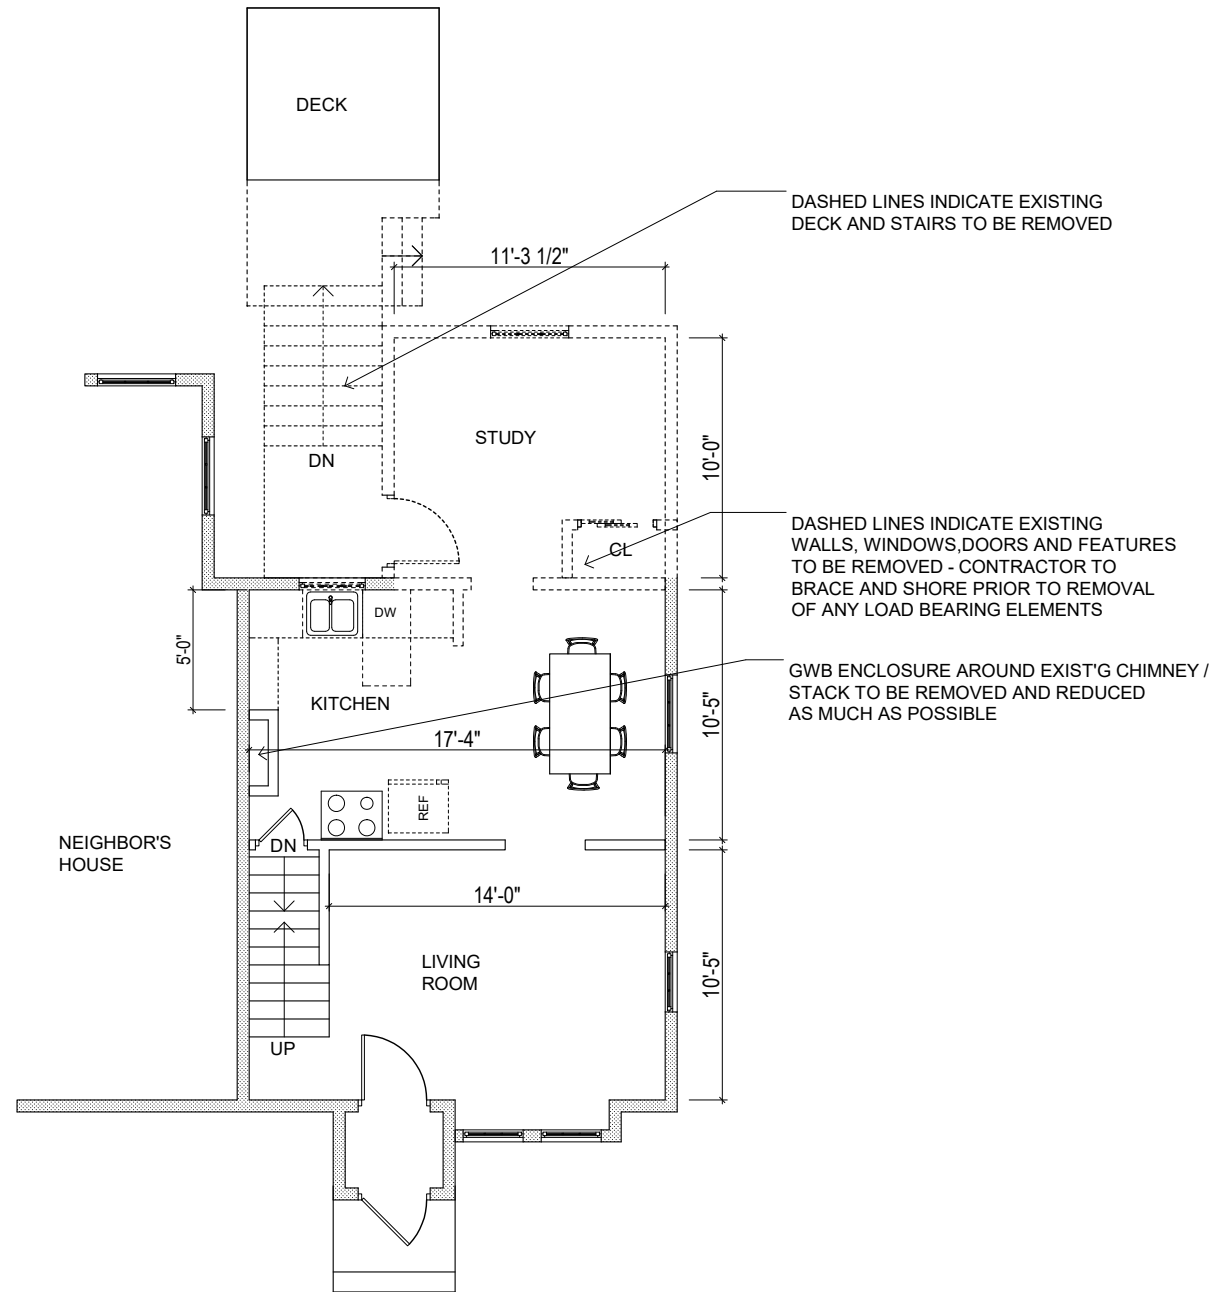 DECK
DASHED LINES INDICATE EXISTING
DECK AND STAIRS TO BE REMOVED
11'-3 1/2"
STUDY
10'-0"
DN
DASHED LINES INDICATE EXISTING
WALLS, WINDOWS,DOORS AND FEATURES
TO BE REMOVED - CONTRACTOR TO
BRACE AND SHORE PRIOR TO REMOVAL
OF ANY LOAD BEARING ELEMENTS
CL
DW
5'-0"
GWB ENCLOSURE AROUND EXIST'G CHIMNEY /
STACK TO BE REMOVED AND REDUCED
AS MUCH AS POSSIBLE
KITCHEN
10'-5"
17'-4"
REF
NEIGHBOR'S
HOUSE
DN
14'-0"
LIVING
ROOM
10'-5"
UP